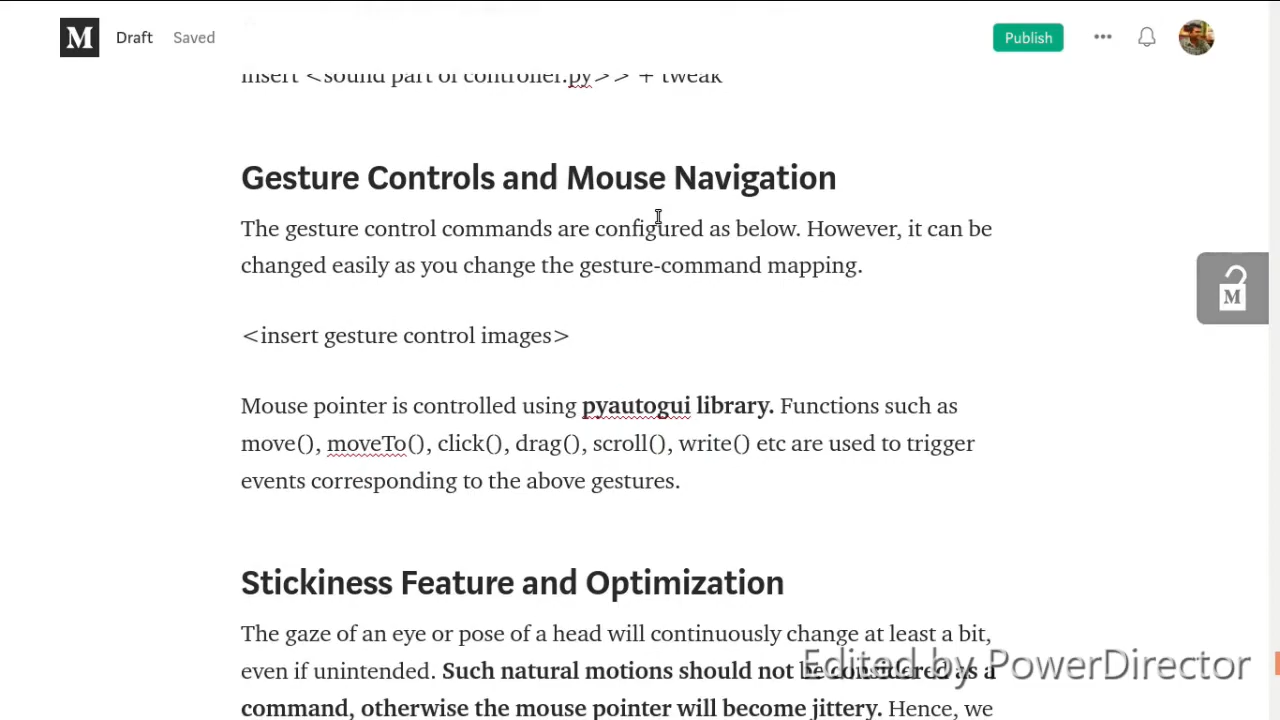 M Draft Saved Publish
insert <sound part of controller.py>> + tweak
Gesture Controls and Mouse Navigation
The gesture control commands are configured as below. However, it can be
changed easily as you change the gesture-command mapping.
M
<insert gesture control images>
Mouse pointer is controlled using pyautogui library. Functions such as
move(), moveTo(), click(), drag(), scroll(), write() etc are used to trigger
events corresponding to the above gestures.
Stickiness Feature and Optimization
The gaze of an eye or pose of a head will continuously change at least a bit,
even if unintended. Such natural motions should not be considered as a
Edited by PowerDirector
command, otherwise the mouse pointer will become jittery. Hence, we